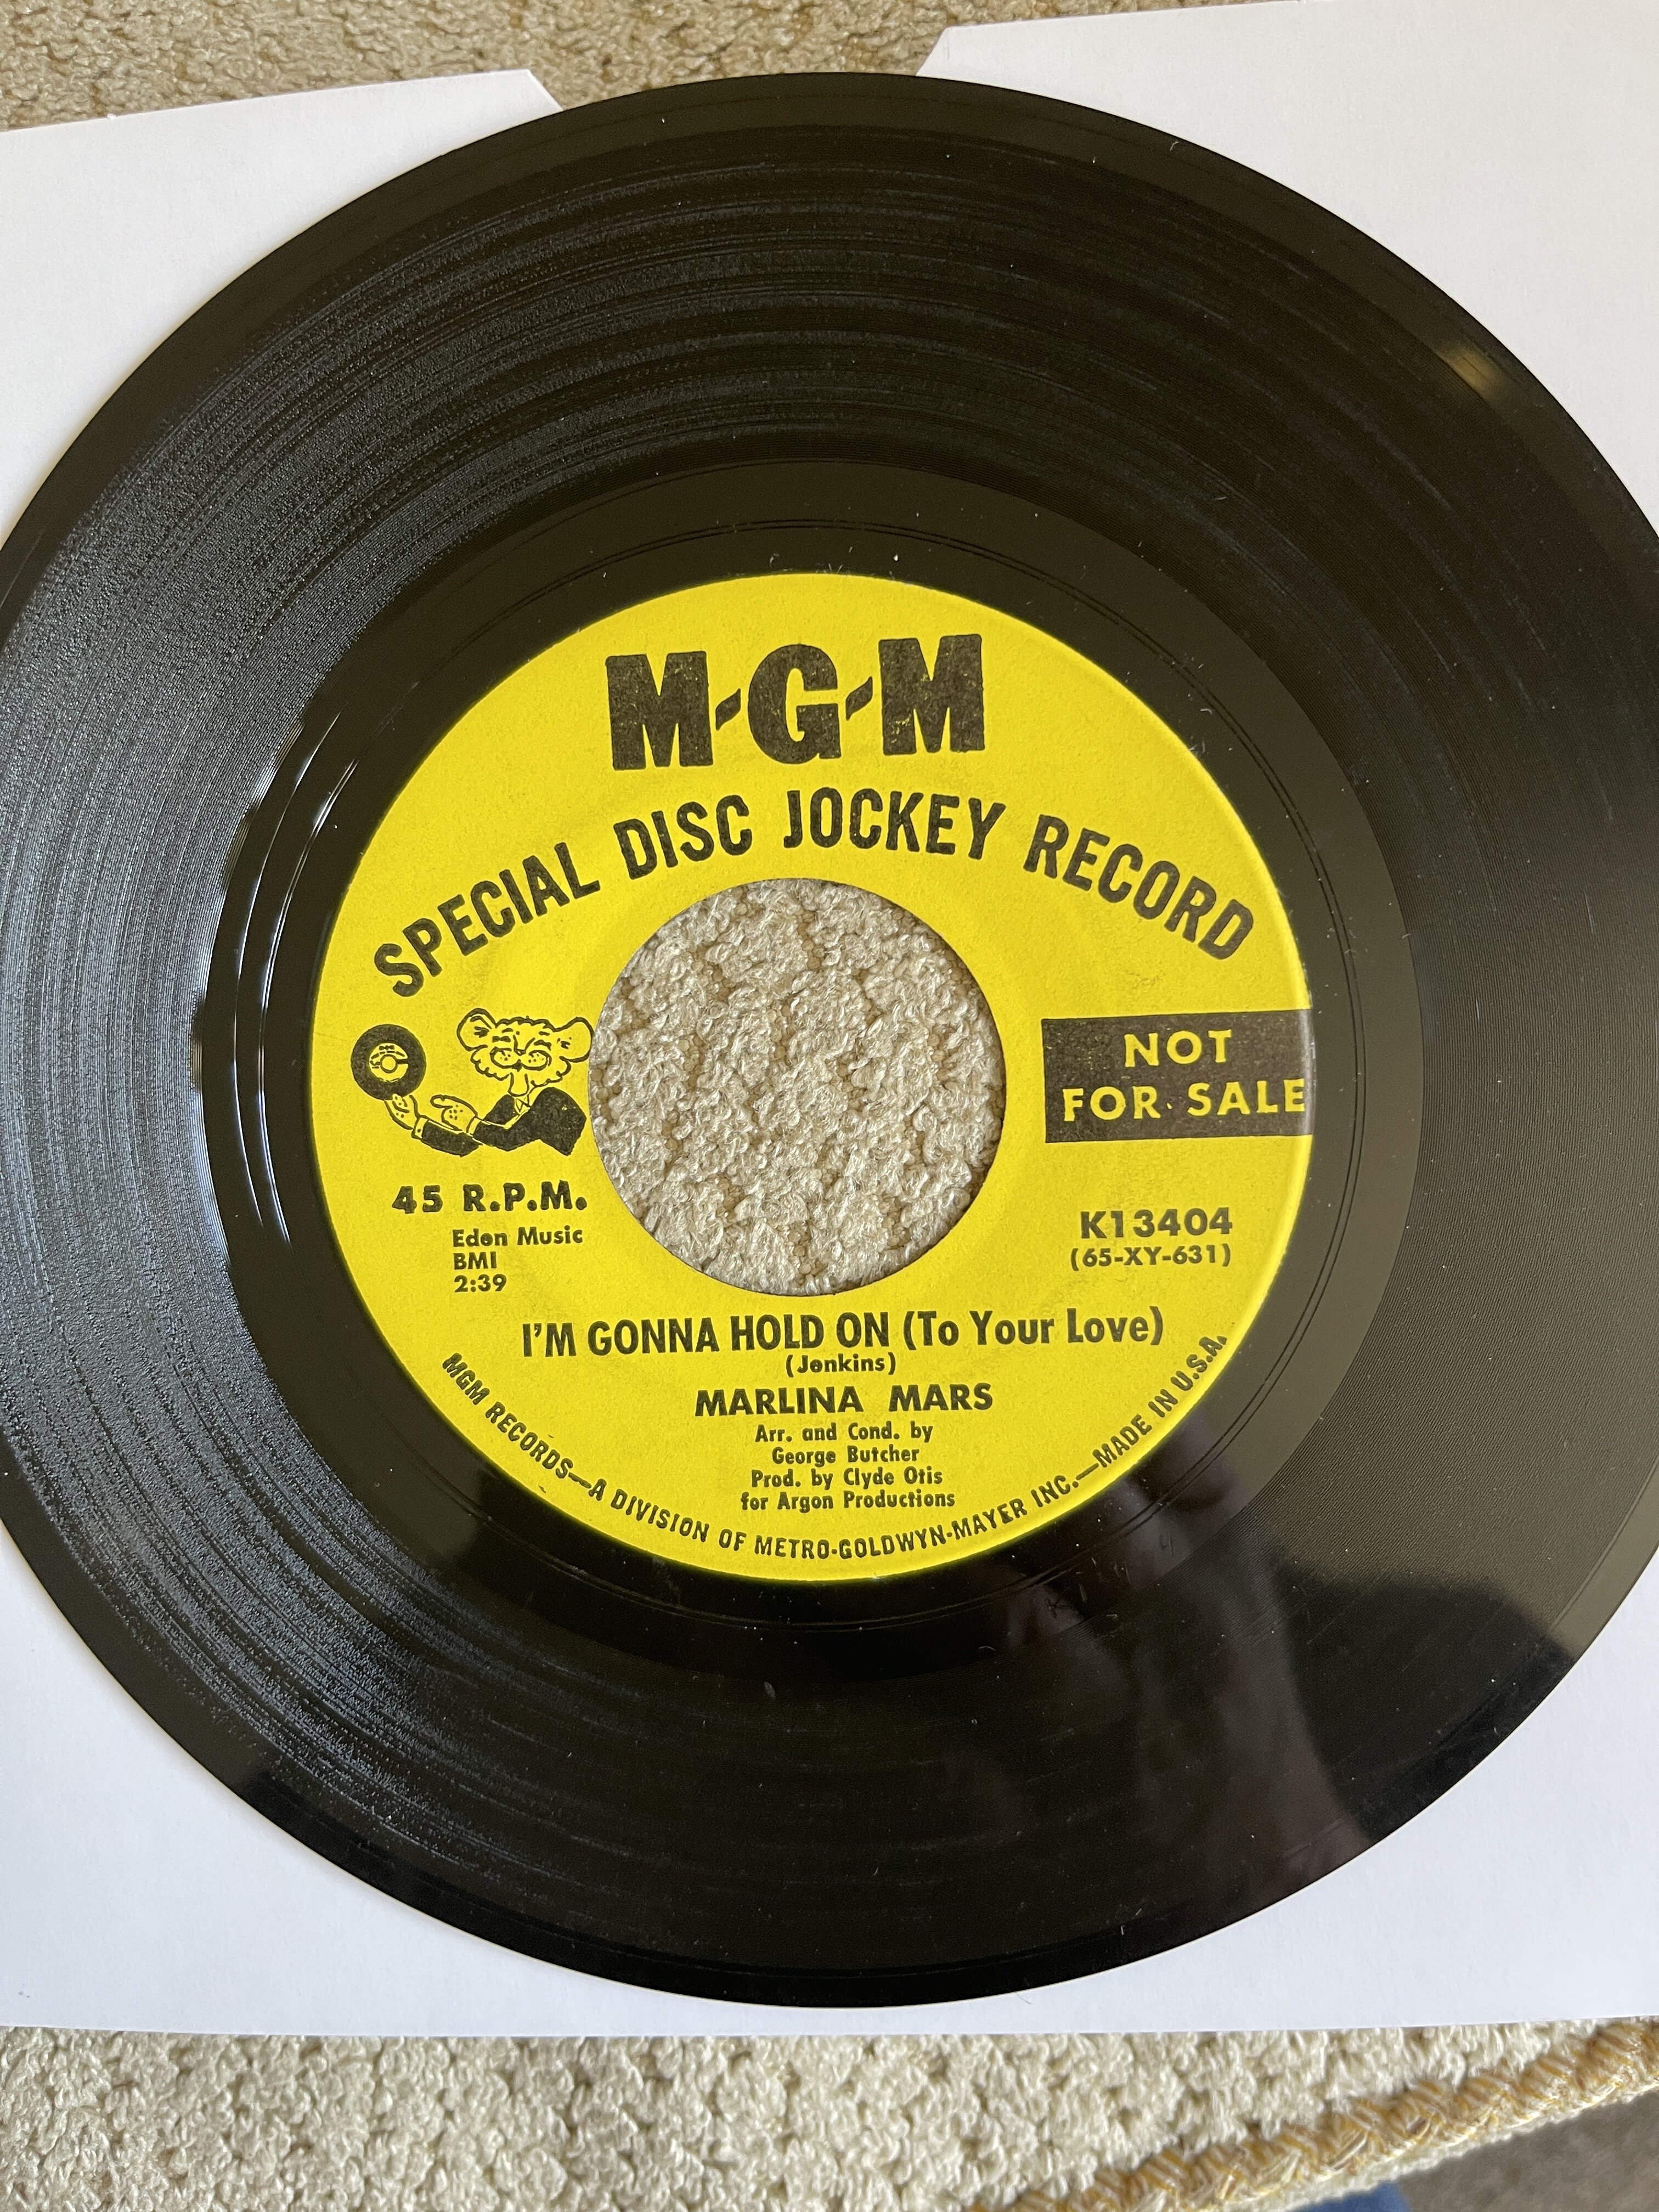 M-G-M
SPECIAL DISC JOCKEY RECORD
NOT
FOR SALE
45 R.P.M.
Eden Music
BMI
2:39
K13404
(65-XY-631)
I'M GONNA HOLD ON (To Your Love)
(Jenkins)
MARLINA MARS
Arr. and Cond. by
George Butcher
Prod. by Clyde Otis
for Argon Productions
MGM RECORDS—A DIVISION OF METRO-GOLDWYN-MAYER INC.—MADE IN U.S.A.